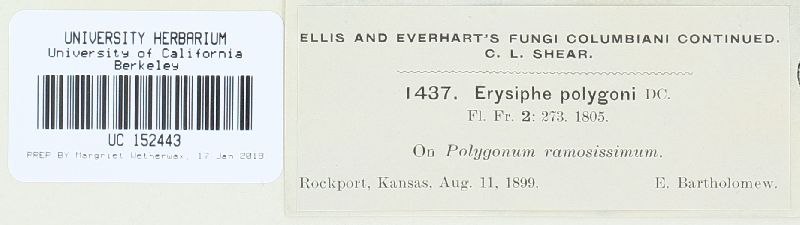 UNIVERSITY HERBARIUM
University of California
Berkeley
UC 152443
PREP BY Margriet Wetherwax, 17 Jan 2013
ELLIS AND EVERHART'S FUNGI COLUMBIANI CONTINUED.
C. L. SHEAR.
1437. Erysiphe polygoni DC.
Fl. Fr. 2: 273. 1805.
On Polygonum ramosissimum.
Rockport, Kansas, Aug. 11, 1899. E. Bartholomew.